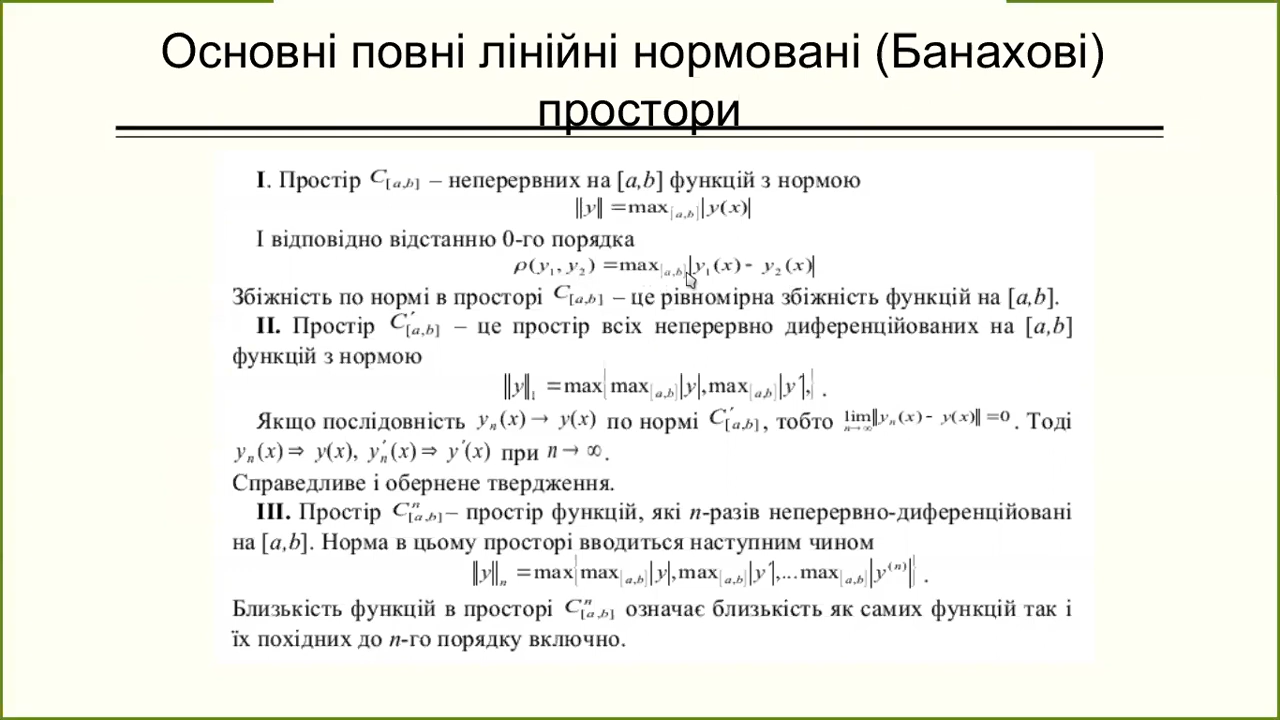 Основні повні лінійні нормовані (Банахові)
простори
I. Простір C[a,b] – неперервних на [a,b] функцій з нормою
||y|| =max[a,b]|y(x)|
І відповідно відстанню 0-го порядка
ρ(y₁, y₂) =max[a,b]|y₁(x)- y₂(x)|
Збіжність по нормі в просторі C[a,b] – це рівномірна збіжність функцій на [a,b].
II. Простір C′[a,b] – це простір всіх неперервно диференційованих на [a,b]
функцій з нормою
||y||₁ =max{max[a,b]|y|,max[a,b]|y′|,} .
Якщо послідовність yₙ(x)→ y(x) по нормі C′[a,b], тобто lim n→∞ ||yₙ(x)- y(x)|| =0 . Тоді
yₙ(x)⇒ y(x), y′ₙ(x)⇒ y′(x) при n→ ∞.
Справедливе і обернене твердження.
III. Простір Cⁿ[a,b]– простір функцій, які n-разів неперервно-диференційовані
на [a,b]. Норма в цьому просторі вводиться наступним чином
||y||ₙ =max{max[a,b]|y|,max[a,b]|y′|,...max[a,b]|y⁽ⁿ⁾|} .
Близькість функцій в просторі Cⁿ[a,b] означає близькість як самих функцій так і
їх похідних до n-го порядку включно.